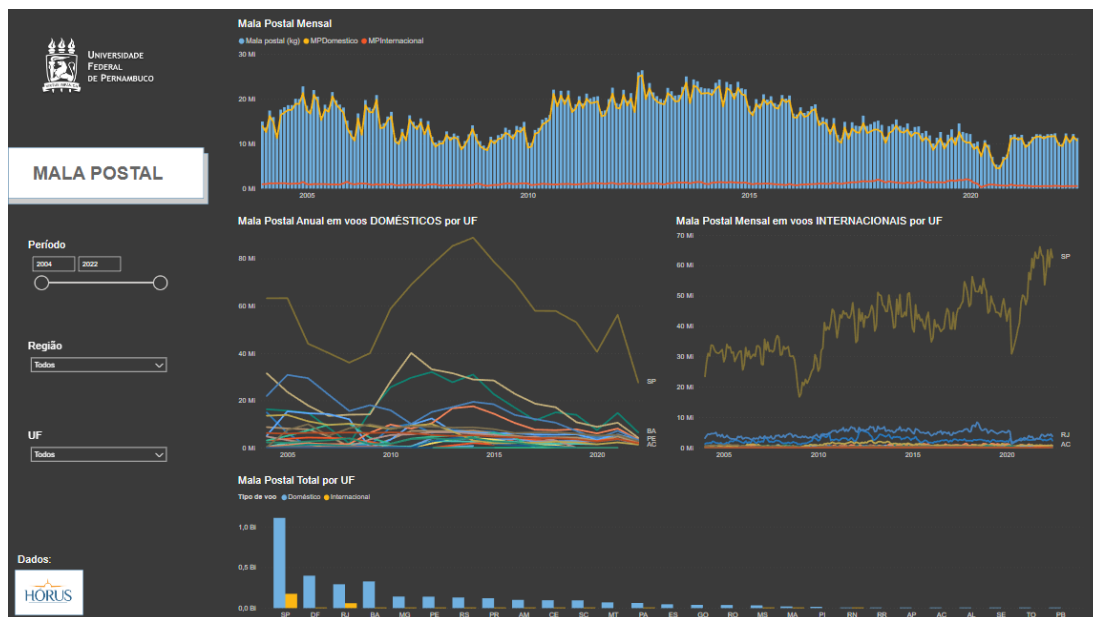 UNIVERSIDADE
FEDERAL
DE PERNAMBUCO
MALA POSTAL
Período
2004 2022
Região
Todos
UF
Todos
Dados:
HÓRUS
Mala Postal Mensal
Mala postal (kg) MPDomestico MPInternacional
30 Mi
20 Mi
10 Mi
0 Mi
2005 2010 2015 2020
Mala Postal Anual em voos DOMÉSTICOS por UF
80 Mi
60 Mi
40 Mi
20 Mi
0 Mi
SP
BA
PE
AC
2005 2010 2015 2020
Mala Postal Mensal em voos INTERNACIONAIS por UF
70 Mi
60 Mi
50 Mi
40 Mi
30 Mi
20 Mi
10 Mi
0 Mi
SP
RJ
AC
2005 2010 2015 2020
Mala Postal Total por UF
Tipo de voo Doméstico Internacional
1,0 Bi
0,5 Bi
0,0 Bi
SP DF RJ BA MG PE RS PR AM CE SC MT PA ES GO RO MS MA PI RN RR AP AC AL SE TO PB